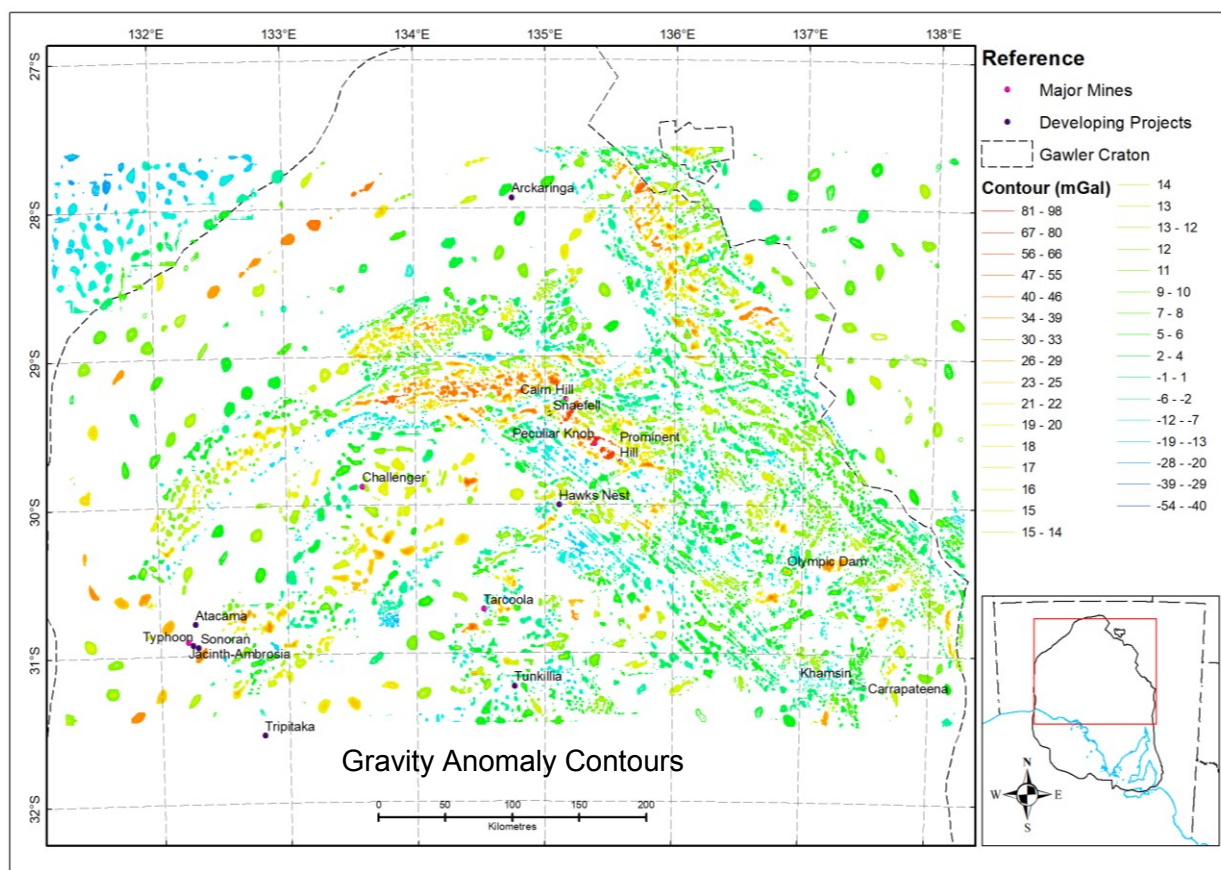 132°E 133°E 134°E 135°E 136°E 137°E 138°E
27°S
28°S
29°S
30°S
31°S
32°S
Arckaringa
Cairn Hill
Snaefell
Peculiar Knob
Prominent
Hill
Challenger
Hawks Nest
Olympic Dam
Tarcoola
Atacama
Typhoon
Sonoran
Jacinth-Ambrosia
Tunkillia
Khamsin
Carrapateena
Tripitaka
Gravity Anomaly Contours
0 50 100 150 200
Kilometres
Reference
Major Mines
Developing Projects
Gawler Craton
Contour (mGal)
81 - 98
67 - 80
56 - 66
47 - 55
40 - 46
34 - 39
30 - 33
26 - 29
23 - 25
21 - 22
19 - 20
18
17
16
15
15 - 14
14
13
13 - 12
12
11
9 - 10
7 - 8
5 - 6
2 - 4
-1 - 1
-6 - -2
-12 - -7
-19 - -13
-28 - -20
-39 - -29
-54 - -40
N
W E
S